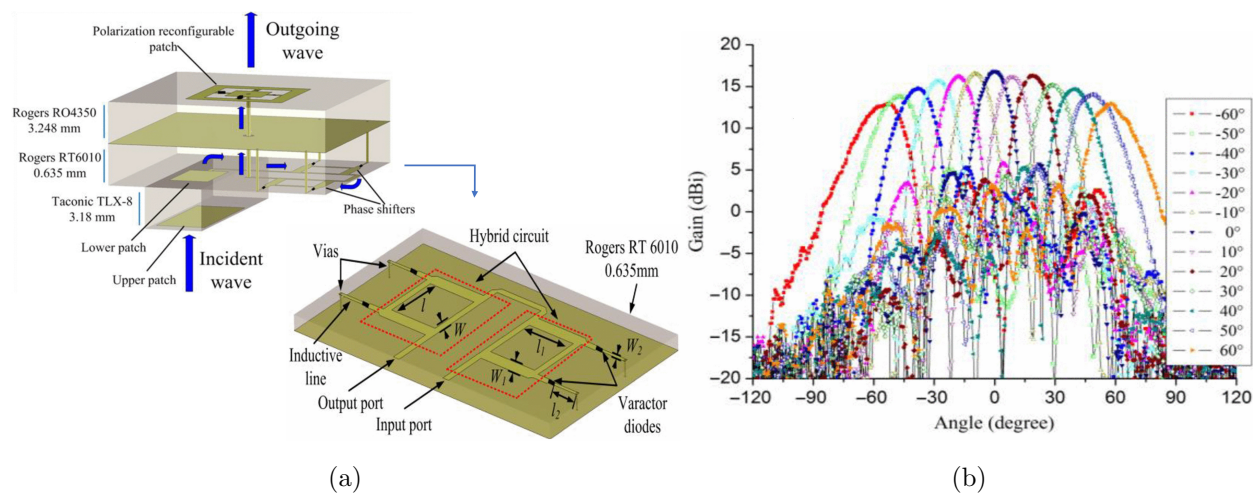 Polarization reconfigurable
patch
Outgoing
wave
Rogers RO4350
3.248 mm
Rogers RT6010
0.635 mm
Taconic TLX-8
3.18 mm
Phase shifters
Lower patch
Upper patch
Incident
wave
Hybrid circuit
Rogers RT 6010
0.635mm
Vias
l
W
l1
W2
W1
l2
Inductive
line
Output port
Input port
Varactor
diodes
(a)
20
15
10
5
0
−5
−10
−15
−20
Gain (dBi)
−120 −90 −60 −30 0 30 60 90 120
Angle (degree)
-60°
-50°
-40°
-30°
-20°
-10°
0°
10°
20°
30°
40°
50°
60°
(b)